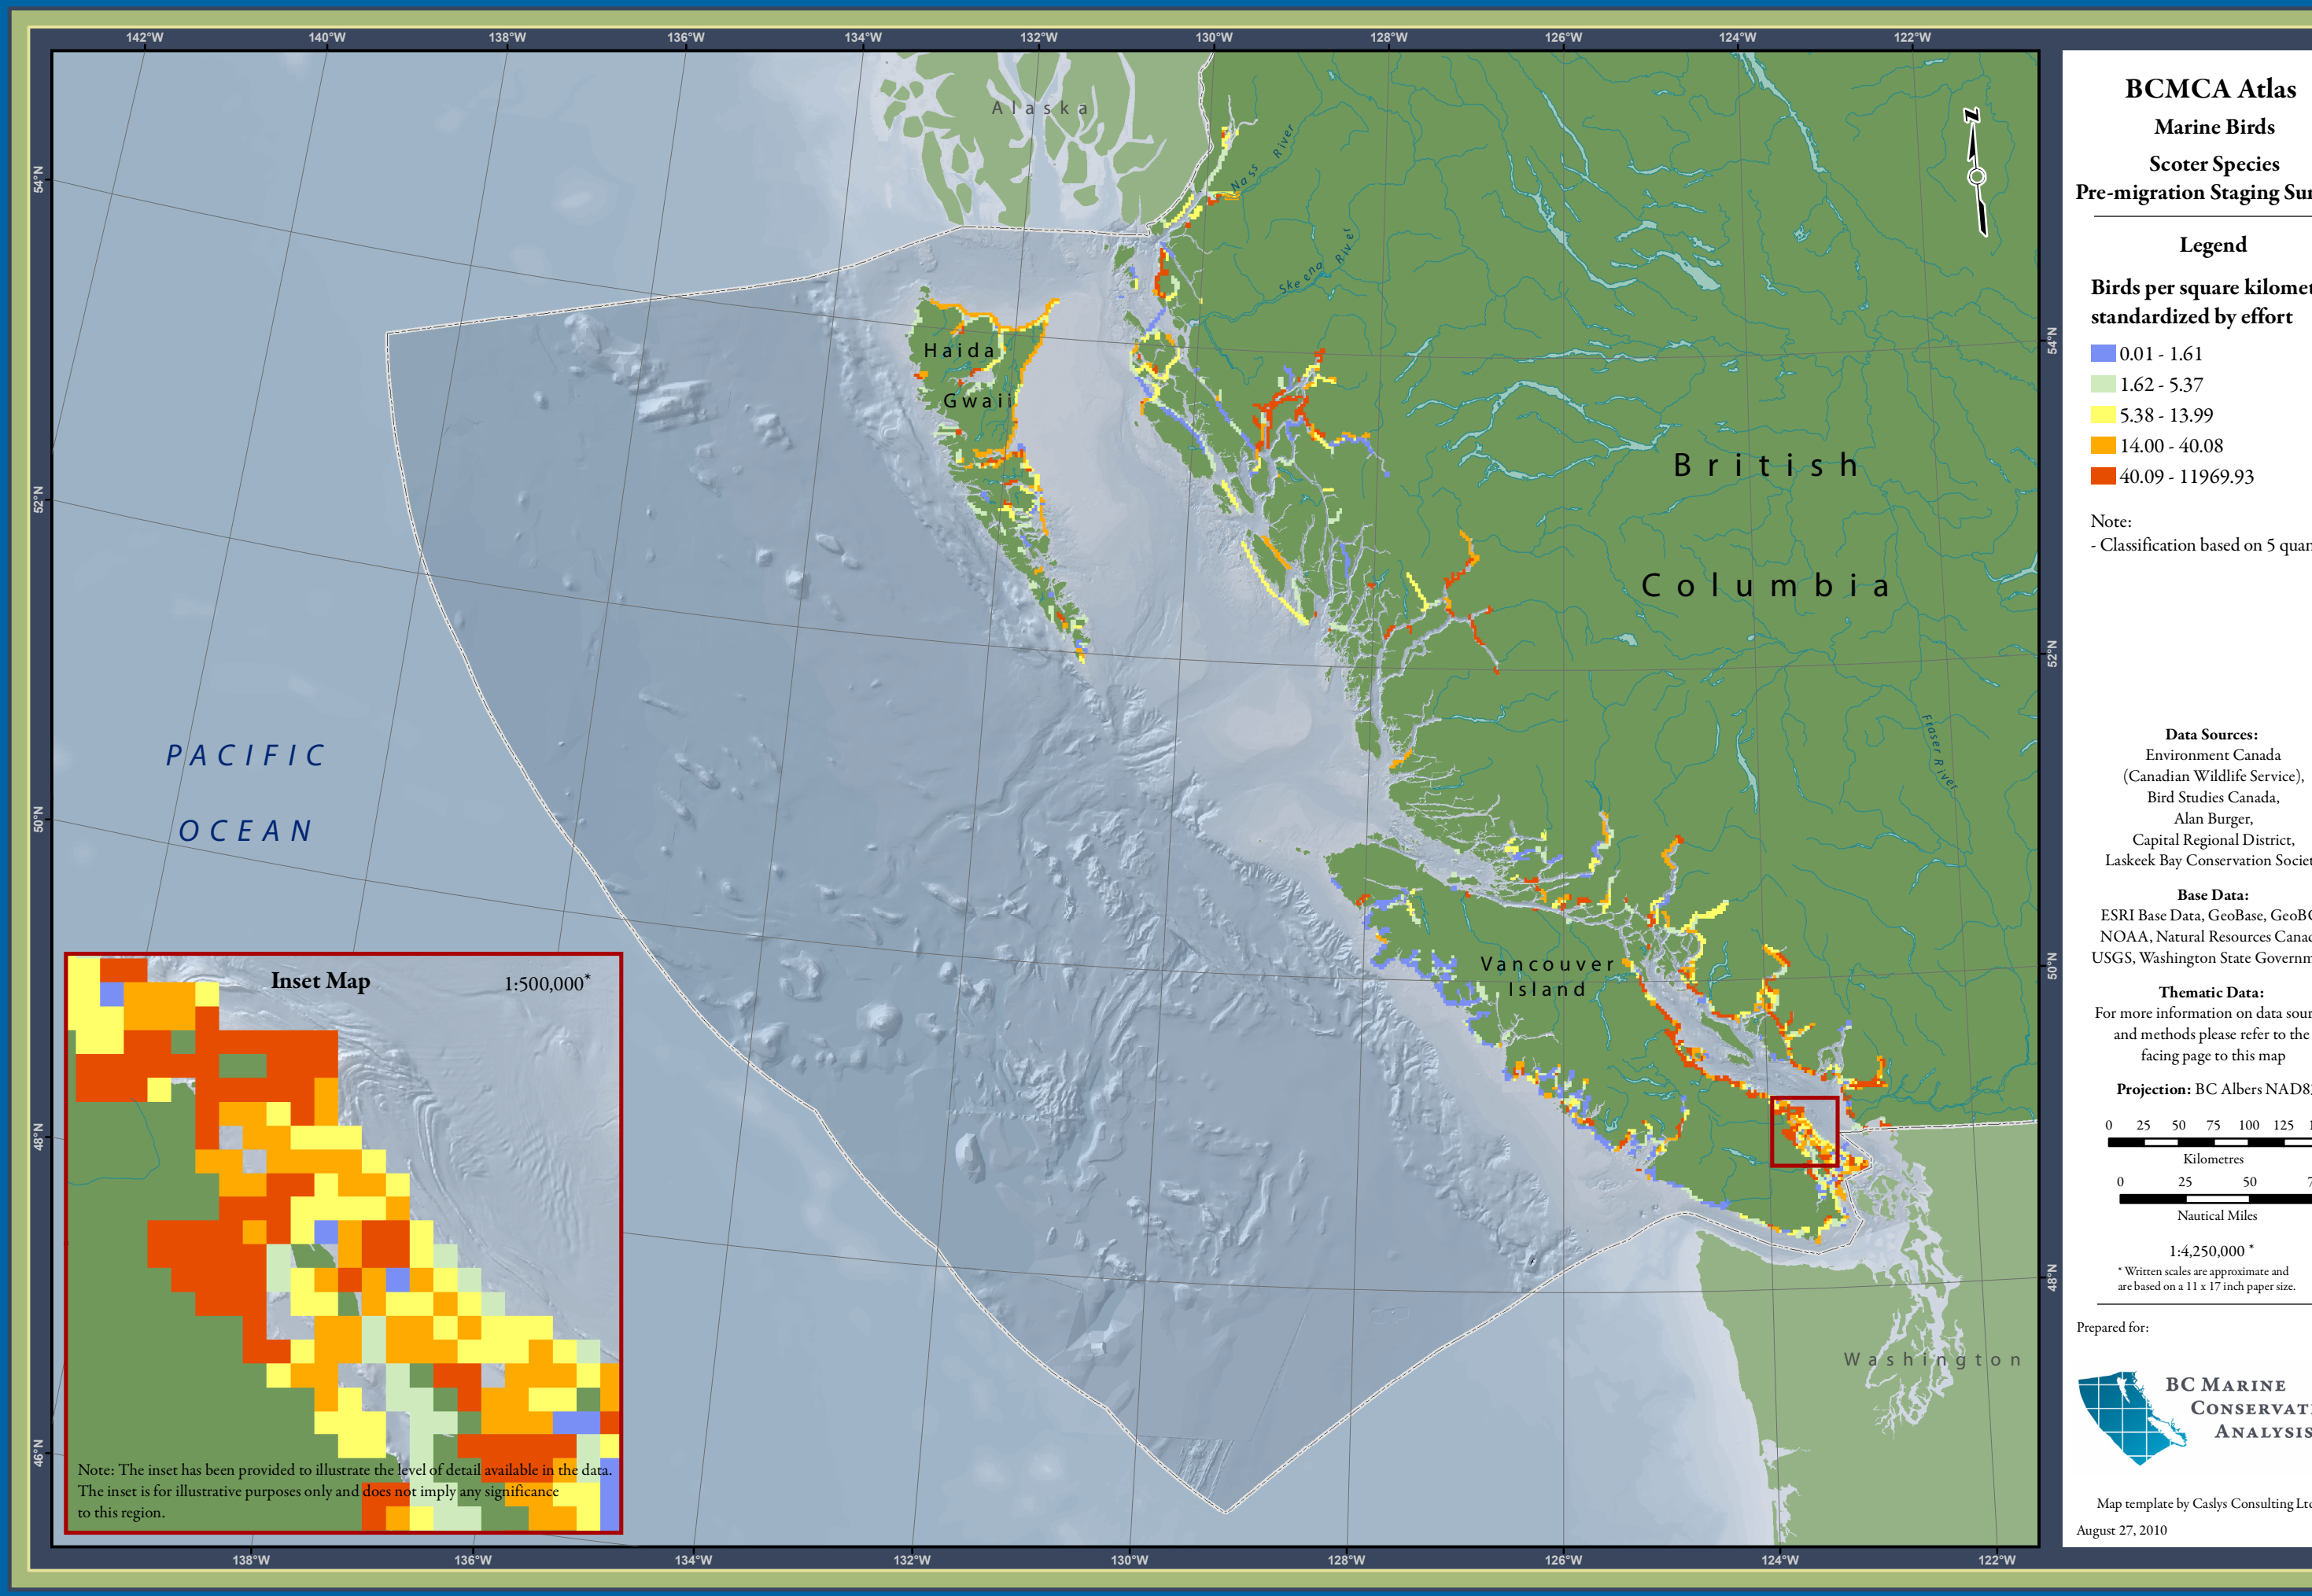 142°W 140°W 138°W 136°W 134°W 132°W 130°W 128°W 126°W 124°W 122°W
54°N
52°N
50°N
48°N
46°N
54°N
52°N
50°N
48°N
138°W 136°W 134°W 132°W 130°W 128°W 126°W 124°W 122°W
Alaska
Nass River
Skeena River
Haida
Gwaii
British
Columbia
Fraser River
PACIFIC
OCEAN
Vancouver
Island
Washington
Inset Map
1:500,000*
Note: The inset has been provided to illustrate the level of detail available in the data.
The inset is for illustrative purposes only and does not imply any significance
to this region.
BCMCA Atlas
Marine Birds
Scoter Species
Pre-migration Staging
Legend
Birds per square
standardized by effort
0.01 - 1.61
1.62 - 5.37
5.38 - 13.99
14.00 - 40.08
40.09 - 11969.93
Note:
- Classification based on 5
Data Sources:
Environment Canada
(Canadian Wildlife Service),
Bird Studies Canada,
Alan Burger,
Capital Regional District,
Laskeek Bay Conservation
Base Data:
ESRI Base Data, GeoBase,
NOAA, Natural Resources
USGS, Washington State
Thematic Data:
For more information on data
and methods please refer to the
facing page to this map
Projection: BC Albers
0 25 50 75 100 125
Kilometres
0 25 50
Nautical Miles
1:4,250,000 *
* Written scales are approximate and
are based on a 11 x 17 inch paper size.
Prepared for:
BC MARINE
ANALYSIS
Map template by Caslys Consulting
August 27, 2010